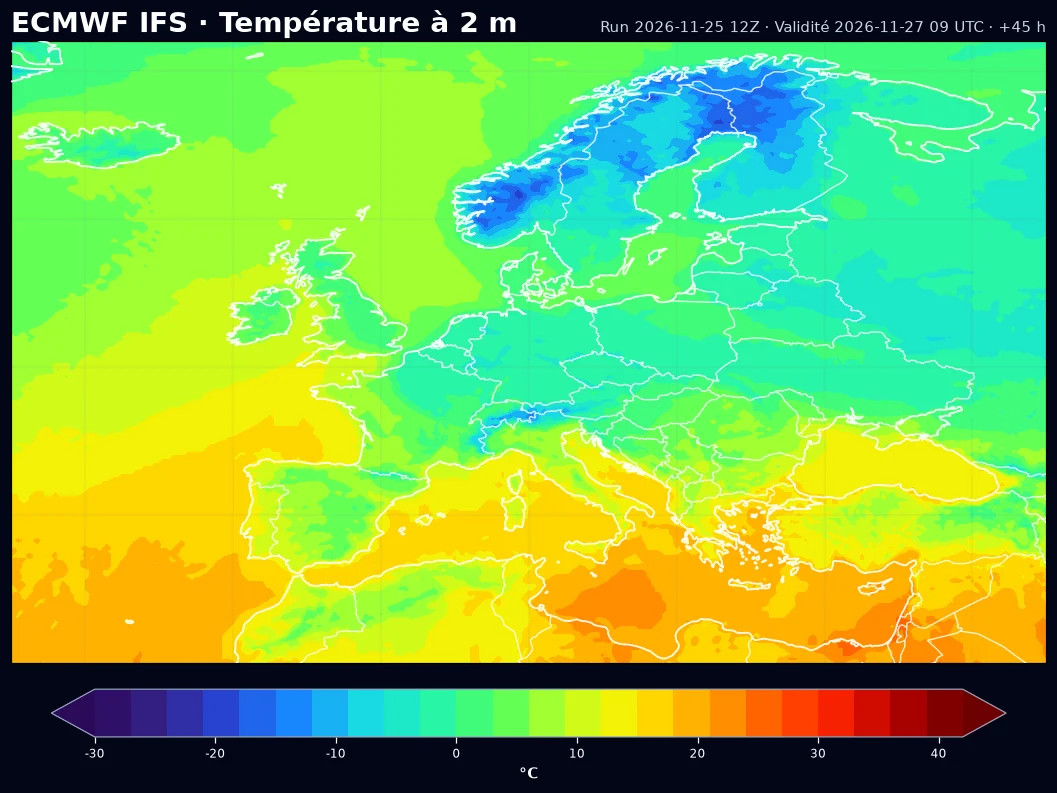 ECMWF IFS · Température à 2 m
Run 2026-11-25 12Z · Validité 2026-11-27 09 UTC · +45 h
-30 -20 -10 0 10 20 30 40
°C